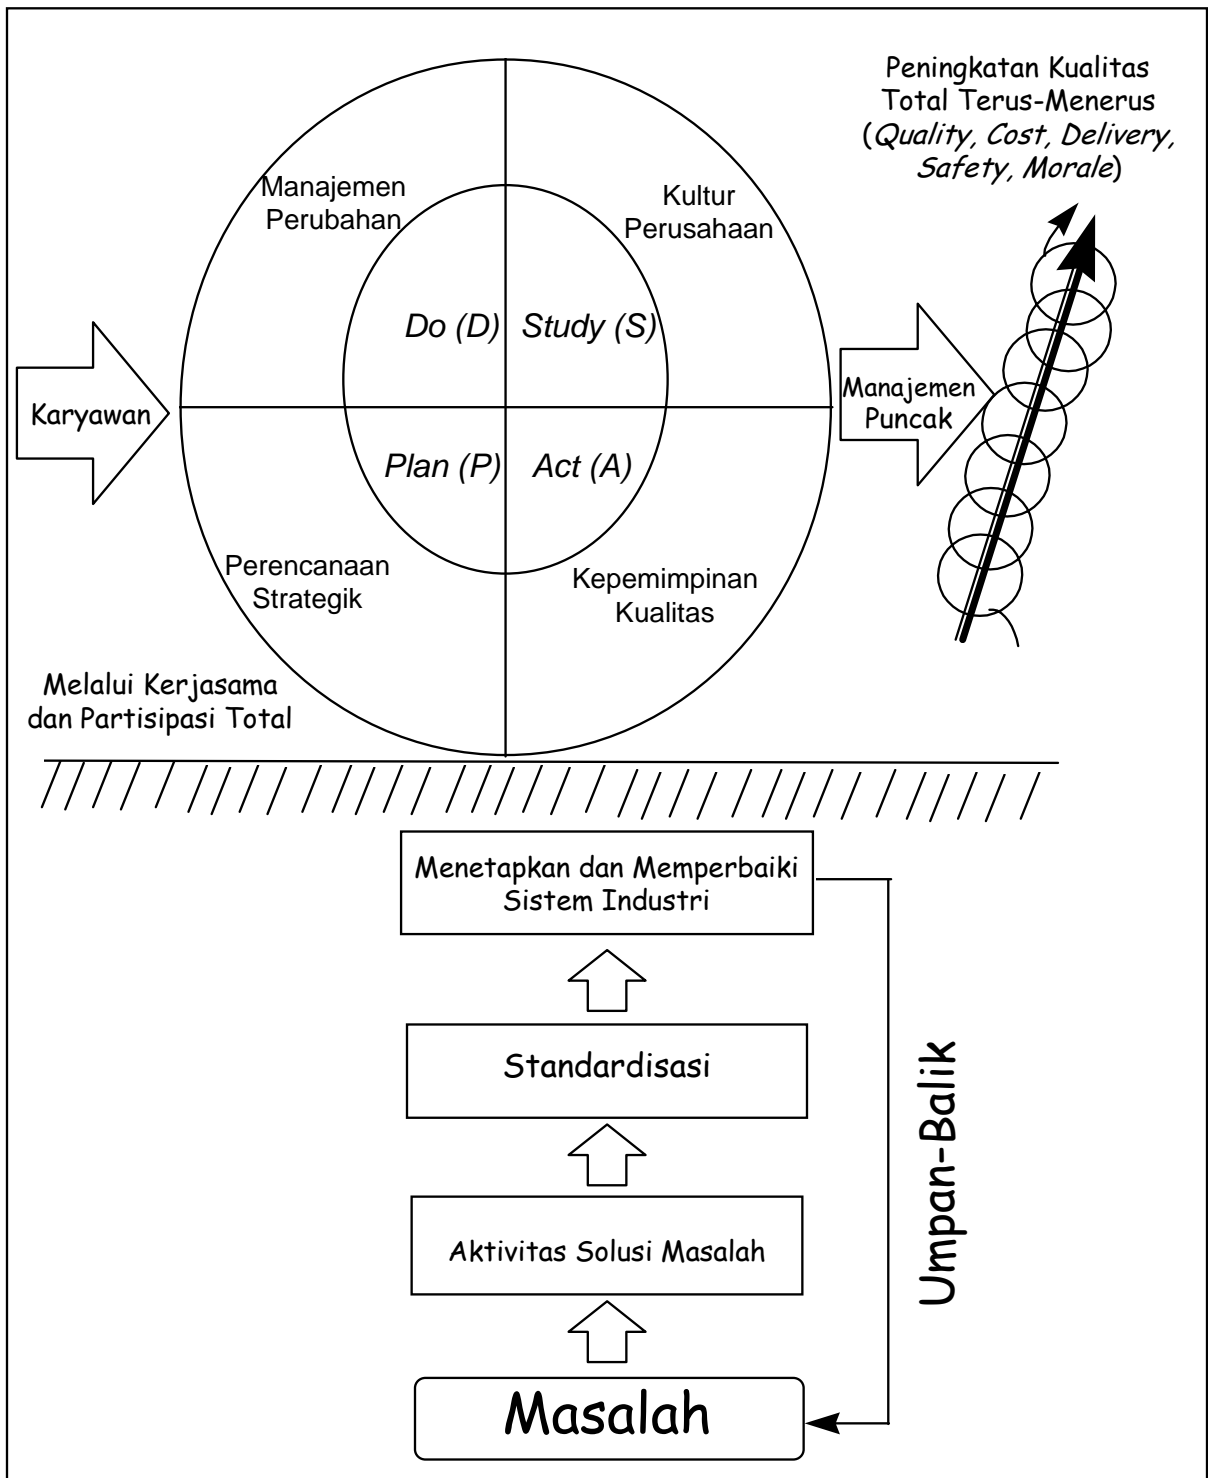 Peningkatan Kualitas
Total Terus-Menerus
(Quality, Cost, Delivery,
Safety, Morale)
Manajemen
Perubahan
Kultur
Perusahaan
Do (D)
Study (S)
Karyawan
Manajemen
Puncak
Plan (P)
Act (A)
Perencanaan
Strategik
Kepemimpinan
Kualitas
Melalui Kerjasama
dan Partisipasi Total
Menetapkan dan Memperbaiki
Sistem Industri
Standardisasi
Umpan-Balik
Aktivitas Solusi Masalah
Masalah